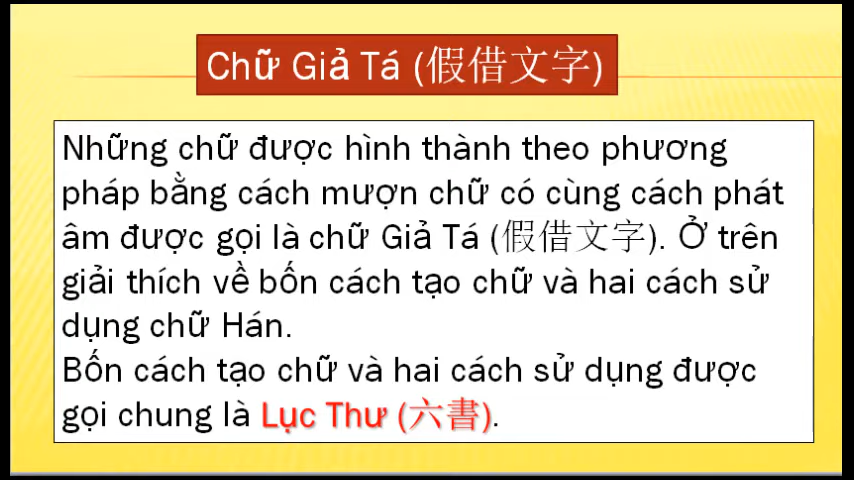 Chữ Giả Tá (假借文字)
Những chữ được hình thành theo phương
pháp bằng cách mượn chữ có cùng cách phát
âm được gọi là chữ Giả Tá (假借文字). Ở trên
giải thích về bốn cách tạo chữ và hai cách sử
dụng chữ Hán.
Bốn cách tạo chữ và hai cách sử dụng được
gọi chung là Lục Thư (六書).